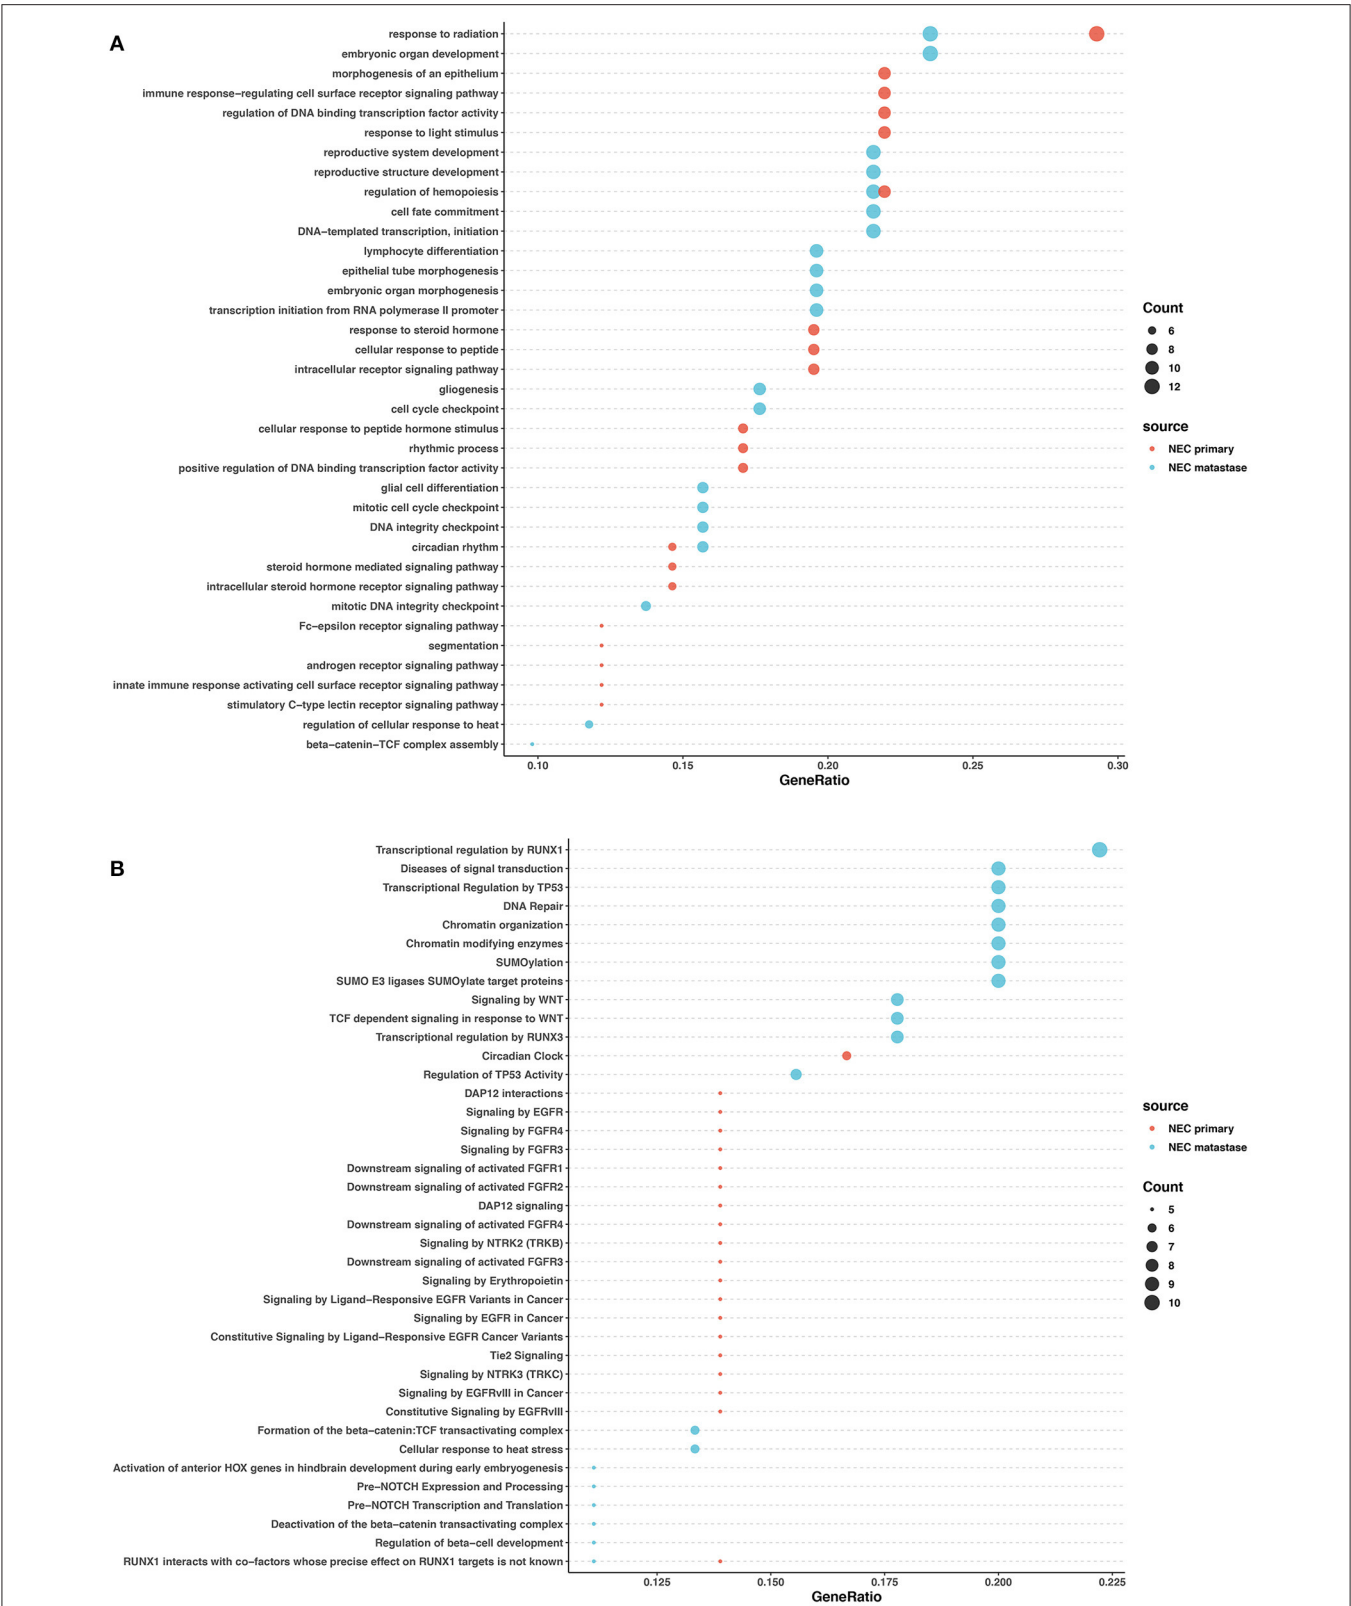 A
response to radiation
embryonic organ development
morphogenesis of an epithelium
immune response−regulating cell surface receptor signaling pathway
regulation of DNA binding transcription factor activity
response to light stimulus
reproductive system development
reproductive structure development
regulation of hemopoiesis
cell fate commitment
DNA−templated transcription, initiation
lymphocyte differentiation
epithelial tube morphogenesis
embryonic organ morphogenesis
transcription initiation from RNA polymerase II promoter
response to steroid hormone
cellular response to peptide
intracellular receptor signaling pathway
gliogenesis
cell cycle checkpoint
cellular response to peptide hormone stimulus
rhythmic process
positive regulation of DNA binding transcription factor activity
glial cell differentiation
mitotic cell cycle checkpoint
DNA integrity checkpoint
circadian rhythm
steroid hormone mediated signaling pathway
intracellular steroid hormone receptor signaling pathway
mitotic DNA integrity checkpoint
Fc−epsilon receptor signaling pathway
segmentation
androgen receptor signaling pathway
innate immune response activating cell surface receptor signaling pathway
stimulatory C−type lectin receptor signaling pathway
regulation of cellular response to heat
beta−catenin−TCF complex assembly
0.10 0.15 0.20 0.25 0.30
GeneRatio
Count
6
8
10
12
source
NEC primary
NEC matastase
B
Transcriptional regulation by RUNX1
Diseases of signal transduction
Transcriptional Regulation by TP53
DNA Repair
Chromatin organization
Chromatin modifying enzymes
SUMOylation
SUMO E3 ligases SUMOylate target proteins
Signaling by WNT
TCF dependent signaling in response to WNT
Transcriptional regulation by RUNX3
Circadian Clock
Regulation of TP53 Activity
DAP12 interactions
Signaling by EGFR
Signaling by FGFR4
Signaling by FGFR3
Downstream signaling of activated FGFR1
Downstream signaling of activated FGFR2
DAP12 signaling
Downstream signaling of activated FGFR4
Signaling by NTRK2 (TRKB)
Downstream signaling of activated FGFR3
Signaling by Erythropoietin
Signaling by Ligand−Responsive EGFR Variants in Cancer
Signaling by EGFR in Cancer
Constitutive Signaling by Ligand−Responsive EGFR Cancer Variants
Tie2 Signaling
Signaling by NTRK3 (TRKC)
Signaling by EGFRvIII in Cancer
Constitutive Signaling by EGFRvIII
Formation of the beta−catenin:TCF transactivating complex
Cellular response to heat stress
Activation of anterior HOX genes in hindbrain development during early embryogenesis
Pre−NOTCH Expression and Processing
Pre−NOTCH Transcription and Translation
Deactivation of the beta−catenin transactivating complex
Regulation of beta−cell development
RUNX1 interacts with co−factors whose precise effect on RUNX1 targets is not known
0.125 0.150 0.175 0.200 0.225
GeneRatio
source
NEC primary
NEC matastase
Count
5
6
7
8
9
10